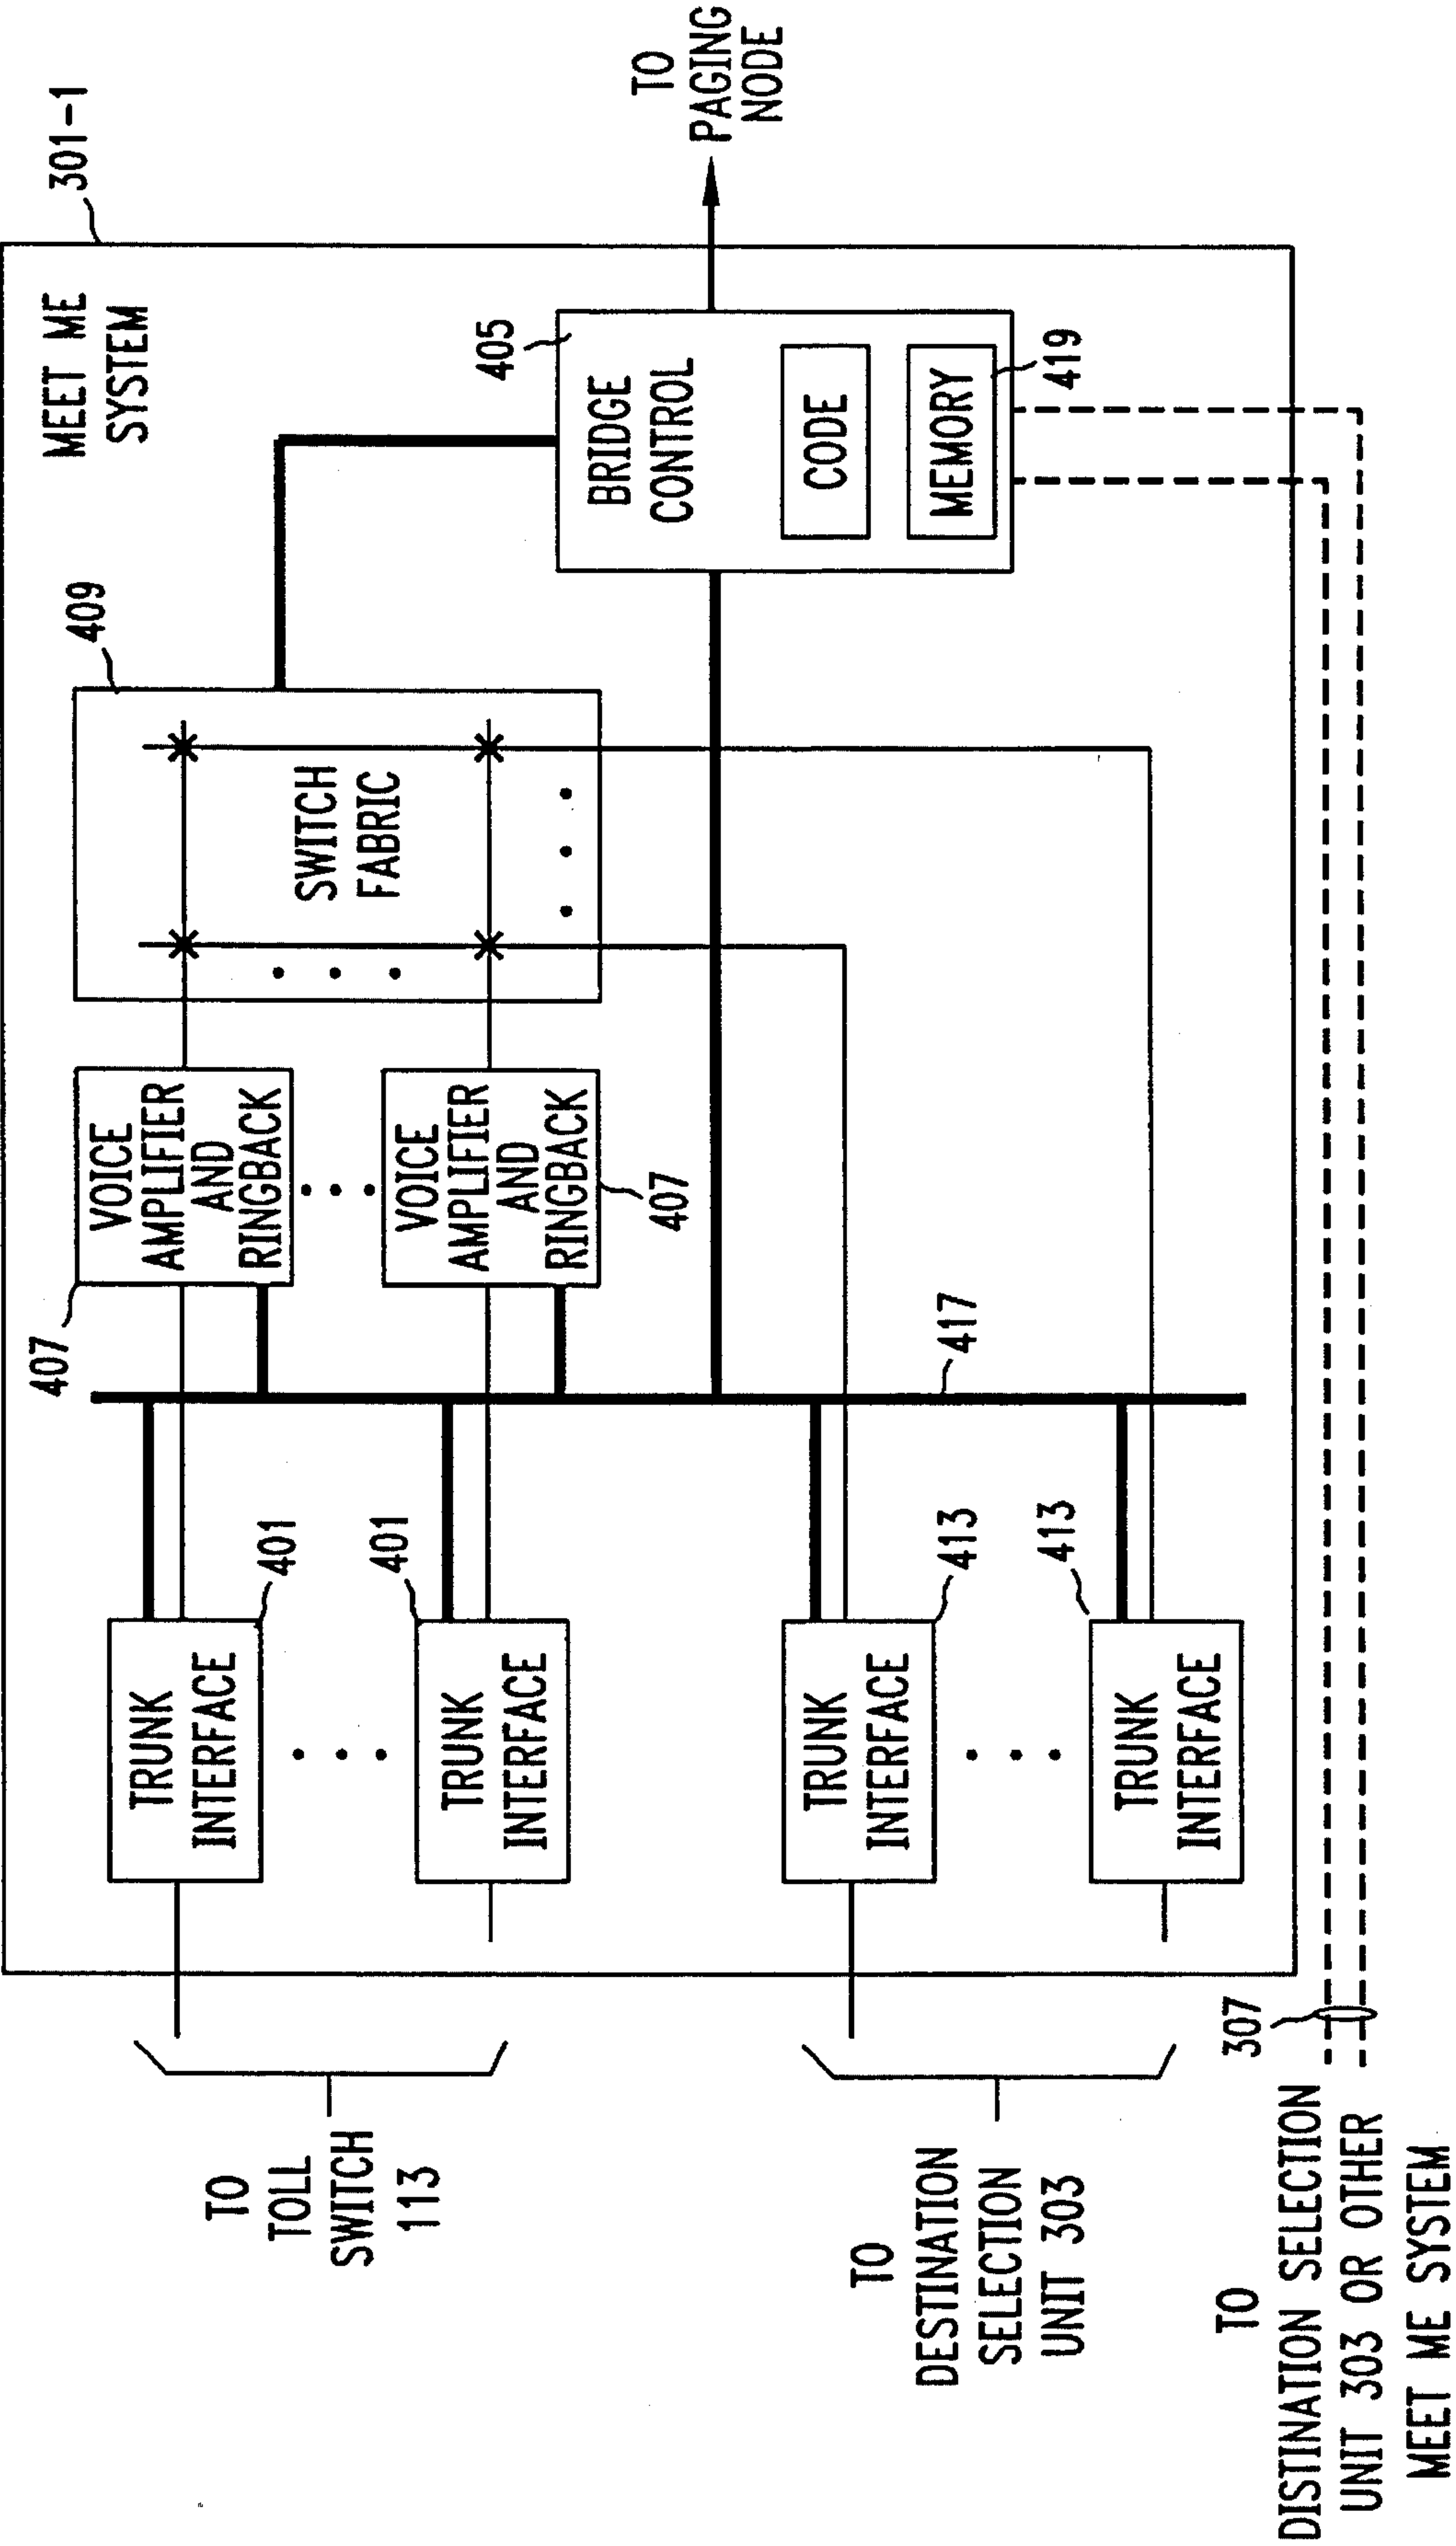 301-1
MEET ME
SYSTEM
TO
PAGING
NODE
409
SWITCH
FABRIC
405
BRIDGE
CONTROL
CODE
MEMORY
419
407
VOICE
AMPLIFIER
AND
RINGBACK
VOICE
AMPLIFIER
AND
RINGBACK
407
417
401
TRUNK
INTERFACE
401
TRUNK
INTERFACE
413
TRUNK
INTERFACE
413
TRUNK
INTERFACE
TO
TOLL
SWITCH
113
TO
DESTINATION
SELECTION
UNIT 303
307
TO
DISTINATION SELECTION
UNIT 303 OR OTHER
MEET ME SYSTEM